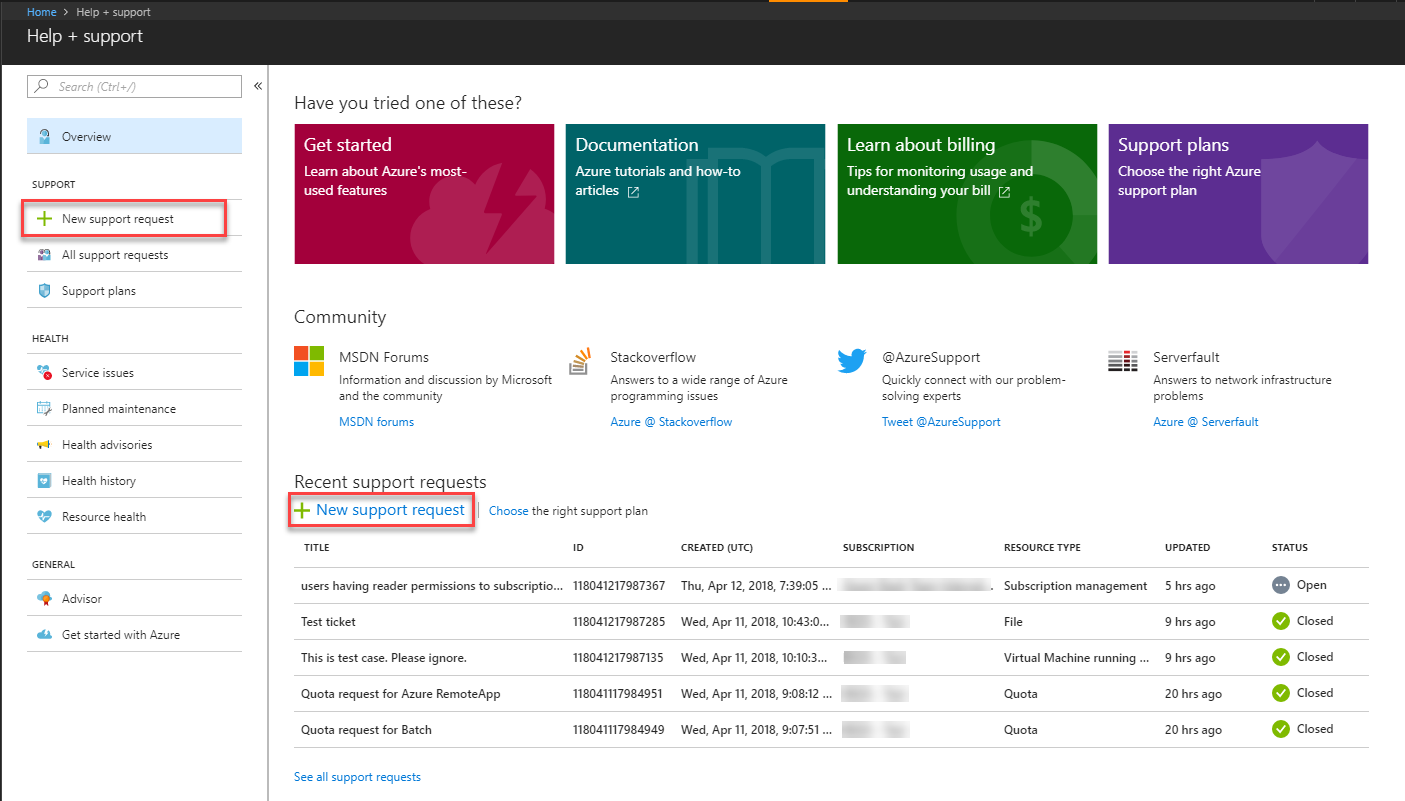 Home > Help + support
Help + support
Search (Ctrl+/)
«
Overview
SUPPORT
New support request
All support requests
Support plans
HEALTH
Service issues
Planned maintenance
Health advisories
Health history
Resource health
GENERAL
Advisor
Get started with Azure
Have you tried one of these?
Get started
Learn about Azure's most-
used features
Documentation
Azure tutorials and how-to
articles
Learn about billing
Tips for monitoring usage and
understanding your bill
$
Support plans
Choose the right Azure
support plan
Community
MSDN Forums
Information and discussion by Microsoft
and the community
MSDN forums
Stackoverflow
Answers to a wide range of Azure
programming issues
Azure @ Stackoverflow
@AzureSupport
Quickly connect with our problem-
solving experts
Tweet @AzureSupport
Serverfault
Answers to network infrastructure
problems
Azure @ Serverfault
Recent support requests
New support request | Choose the right support plan
TITLE ID CREATED (UTC) SUBSCRIPTION RESOURCE TYPE UPDATED STATUS
users having reader permissions to subscriptio... 118041217987367 Thu, Apr 12, 2018, 7:39:05 ... Subscription management 5 hrs ago Open
Test ticket 118041217987285 Wed, Apr 11, 2018, 10:43:0... File 9 hrs ago Closed
This is test case. Please ignore. 118041217987135 Wed, Apr 11, 2018, 10:10:3... Virtual Machine running ... 9 hrs ago Closed
Quota request for Azure RemoteApp 118041117984951 Wed, Apr 11, 2018, 9:08:12 ... Quota 20 hrs ago Closed
Quota request for Batch 118041117984949 Wed, Apr 11, 2018, 9:07:51 ... Quota 20 hrs ago Closed
See all support requests